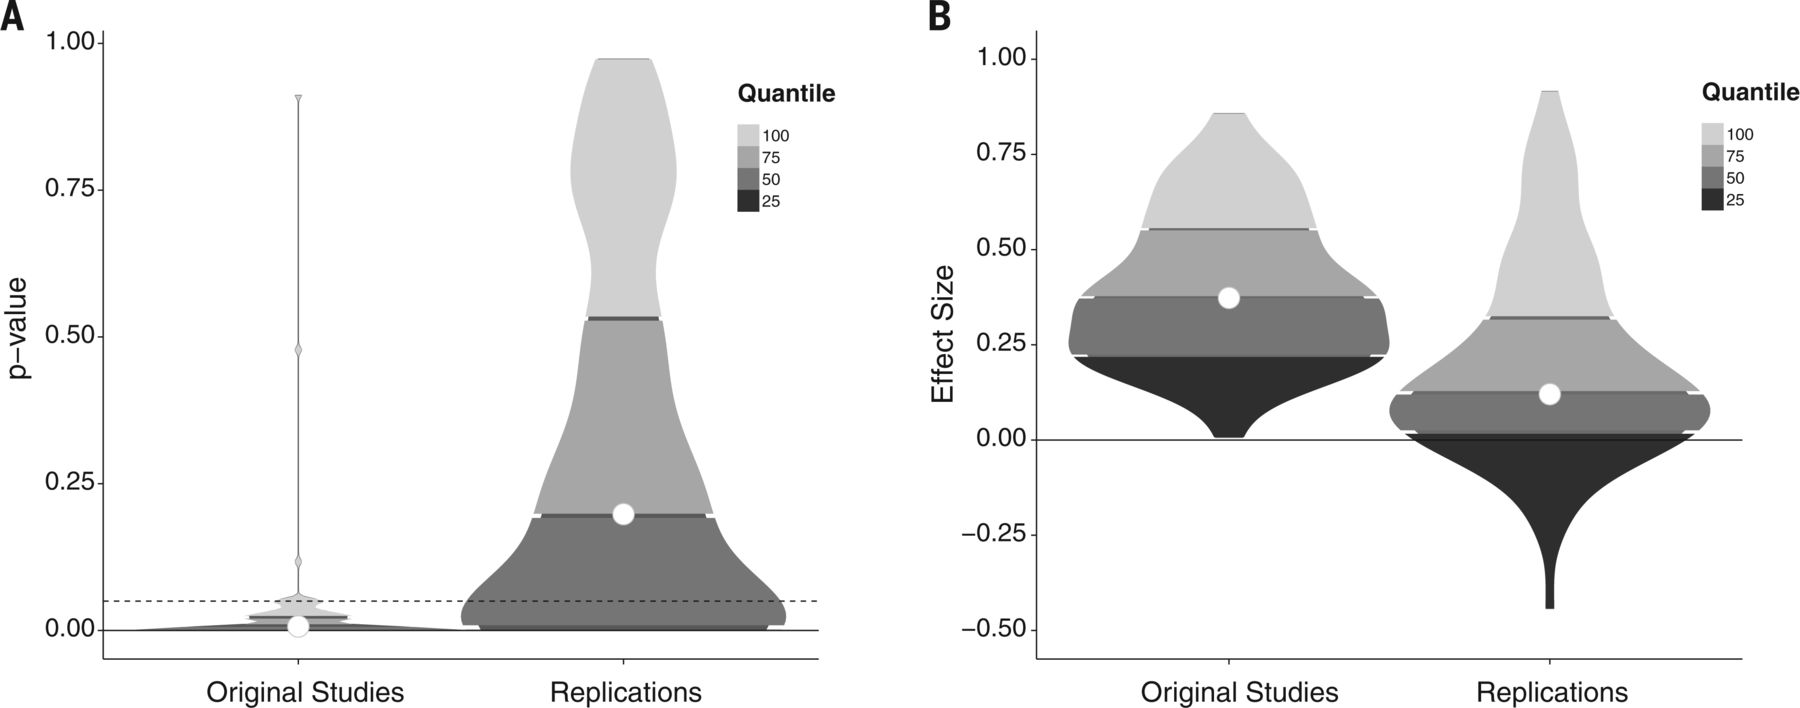 A
p−value
1.00
0.75
0.50
0.25
0.00
Original Studies
Replications
Quantile
100
75
50
25
B
Effect Size
1.00
0.75
0.50
0.25
0.00
−0.25
−0.50
Original Studies
Replications
Quantile
100
75
50
25